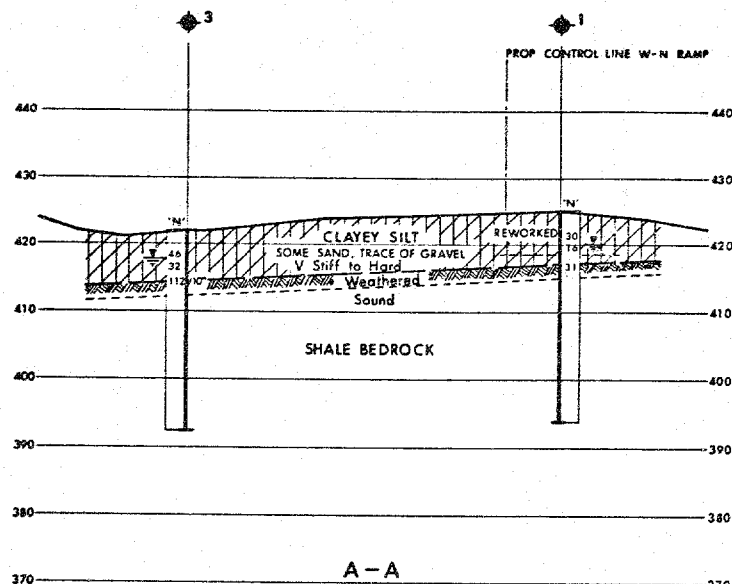 3
1
PROP CONTROL LINE W-N RAMP
440 440
430 430
'N' 'N'
CLAYEY SILT REWORKED 30
420 16 420
SOME SAND, TRACE OF GRAVEL
46
V Stiff to Hard
32 31
Weathered
Sound
410 410
SHALE BEDROCK
400 400
390 390
380 380
A-A
370 370